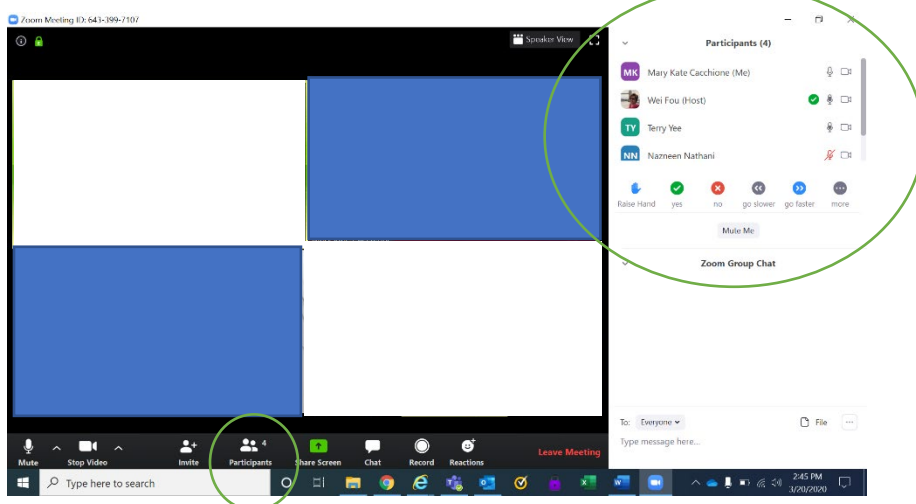 Zoom Meeting ID: 643-399-7107
Speaker View
Participants (4)
MK Mary Kate Cacchione (Me)
Wei Fou (Host)
TY Terry Yee
NN Nazneen Nathani
Raise Hand yes no go slower go faster more
Mute Me
Zoom Group Chat
To: Everyone File
Type message here...
4
Mute Stop Video Invite Participants Share Screen Chat Record Reactions Leave Meeting
Type here to search
2:45 PM
3/20/2020